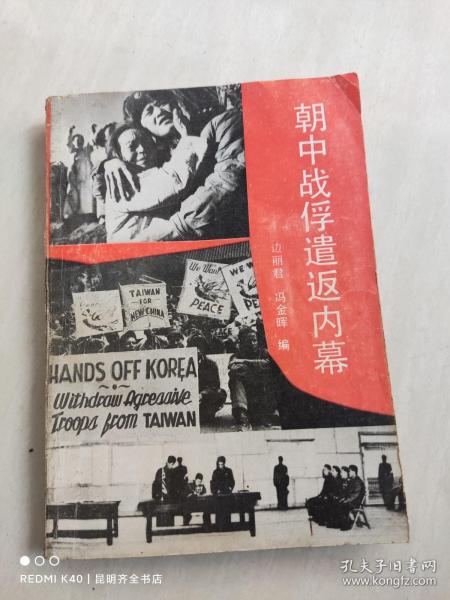 朝中战俘遣返内幕
边丽君 冯金晖 编
TAIWAN
FOR
NEW CHINA
We Want
PEACE
WE W
PE
HANDS OFF KOREA
Withdraw Agressive
Troops from TAIWAN
REDMI K40 | 昆明齐全书店
孔夫子旧书网
www.kongfz.com